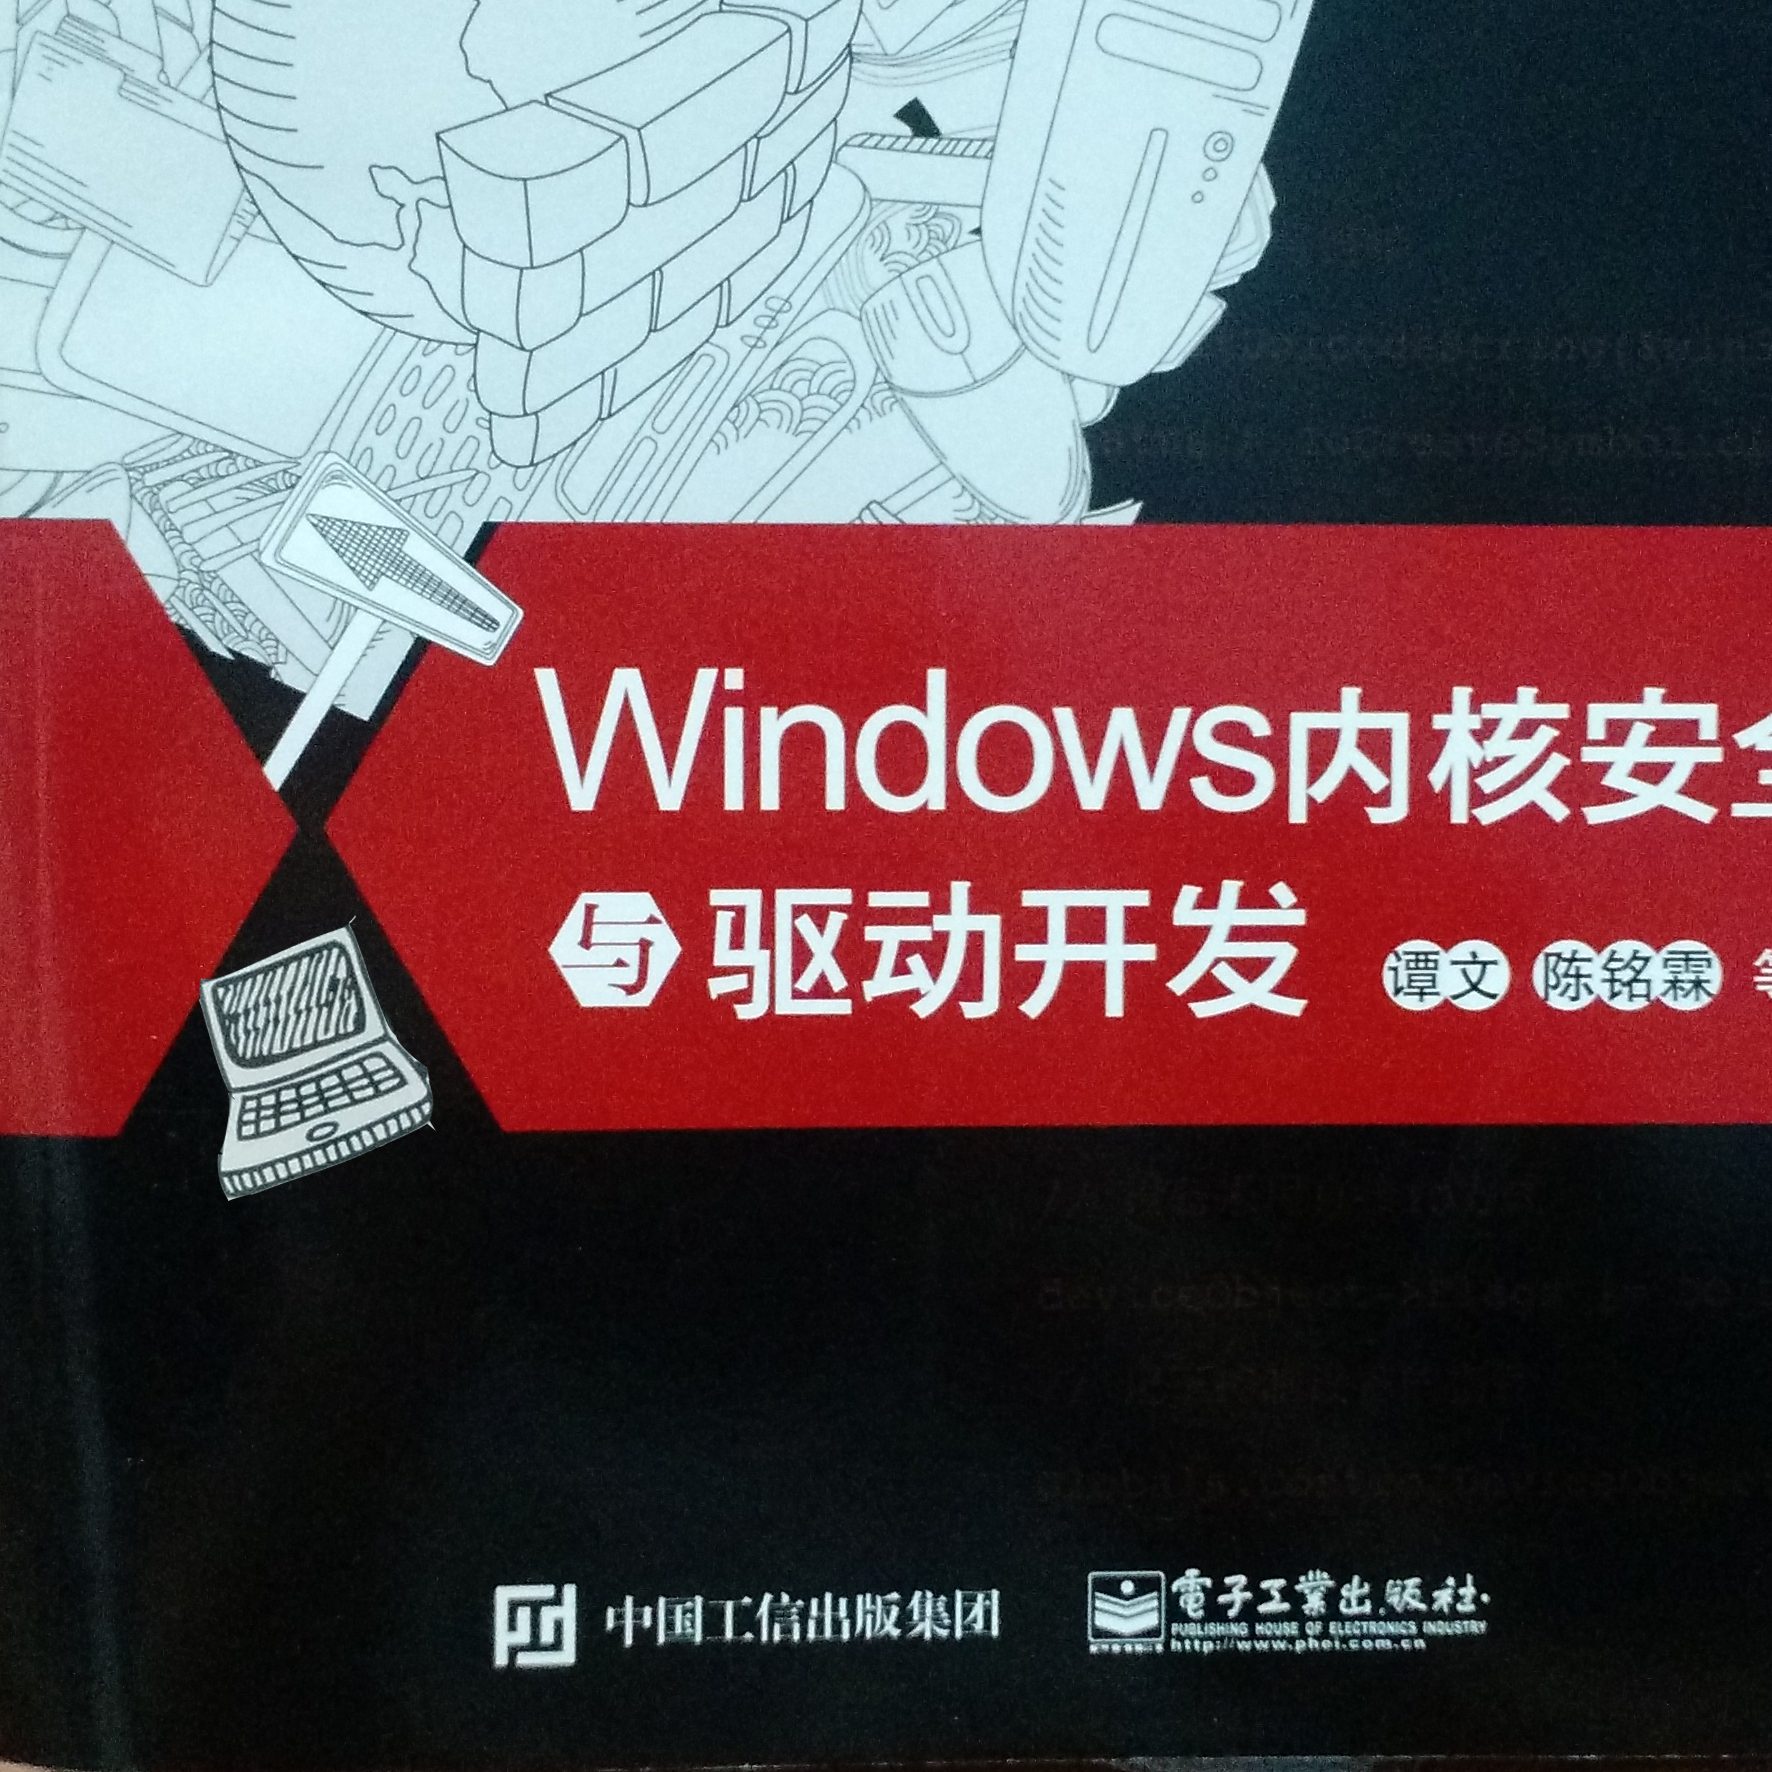 Windows内核安全
与驱动开发 谭文 陈铭霖 等
中国工信出版集团
電子工業出版社·
PUBLISHING HOUSE OF ELECTRONICS INDUSTRY
http://www.phei.com.cn